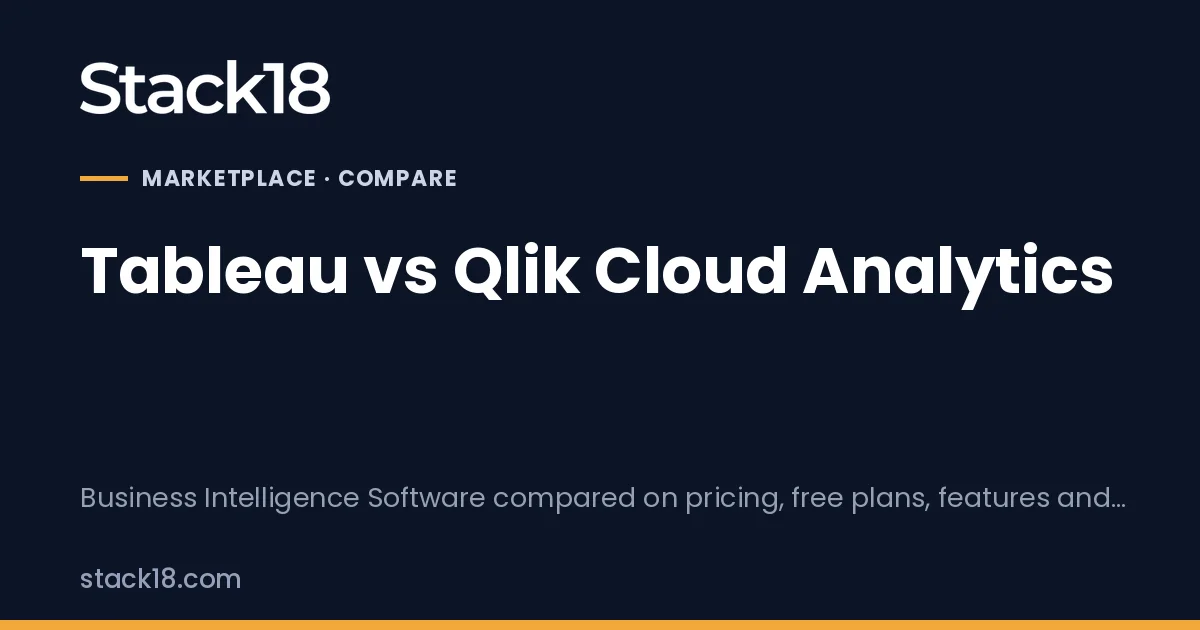 Stack18
MARKETPLACE · COMPARE
Tableau vs Qlik Cloud Analytics
Business Intelligence Software compared on pricing, free plans, features and...
stack18.com